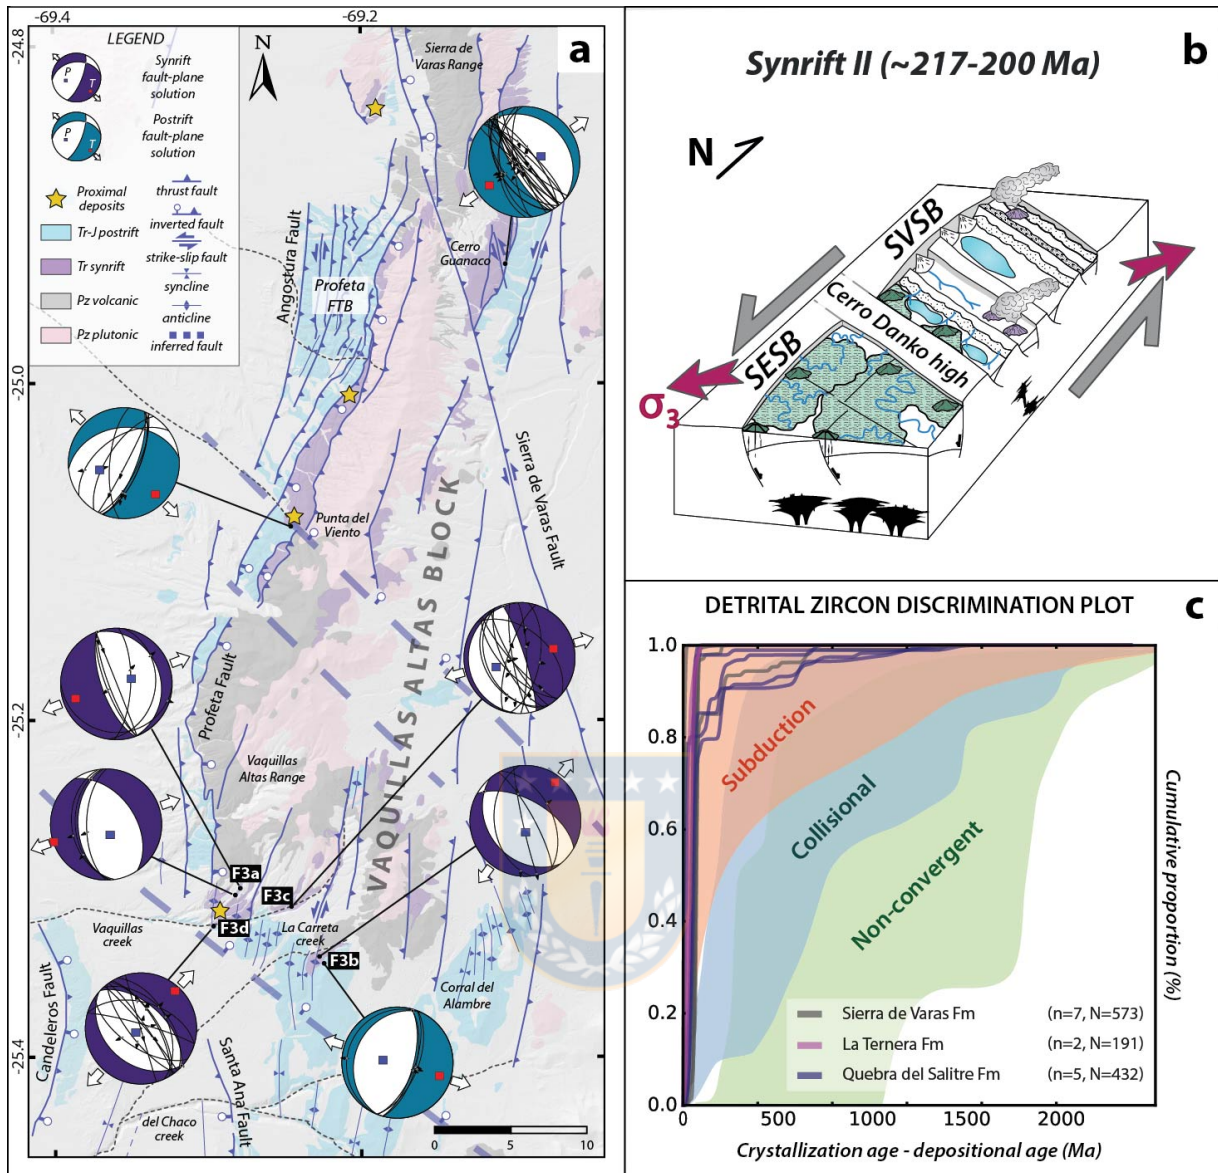 -69.4
-69.2
-24.8
-25.0
-25.2
-25.4
a
N
LEGEND
P
T
Synrift
fault-plane
solution
P
T
Postrift
fault-plane
solution
Proximal
deposits
thrust fault
inverted fault
Tr-J postrift
strike-slip fault
Tr synrift
syncline
Pz volcanic
anticline
Pz plutonic
inferred fault
Sierra de
Varas Range
Cerro
Guanaco
Angostura Fault
Profeta
FTB
Sierra de Varas Fault
Punta del
Viento
VAQUILLAS ALTAS BLOCK
Profeta Fault
Vaquillas
Altas Range
F3a
F3c
F3d
F3b
Vaquillas
creek
La Carreta
creek
Corral del
Alambre
Candeleros Fault
Santa Ana Fault
del Chaco
creek
0
5
10
b
Synrift II (~217-200 Ma)
N
SVSB
Cerro Danko high
SESB
σ3
c
DETRITAL ZIRCON DISCRIMINATION PLOT
1.0
0.8
0.6
0.4
0.2
0.0
Subduction
Collisional
Non-convergent
Cumulative proportion (%)
Sierra de Varas Fm (n=7, N=573)
La Ternera Fm (n=2, N=191)
Quebra del Salitre Fm (n=5, N=432)
0
500
1000
1500
2000
Crystallization age - depositional age (Ma)